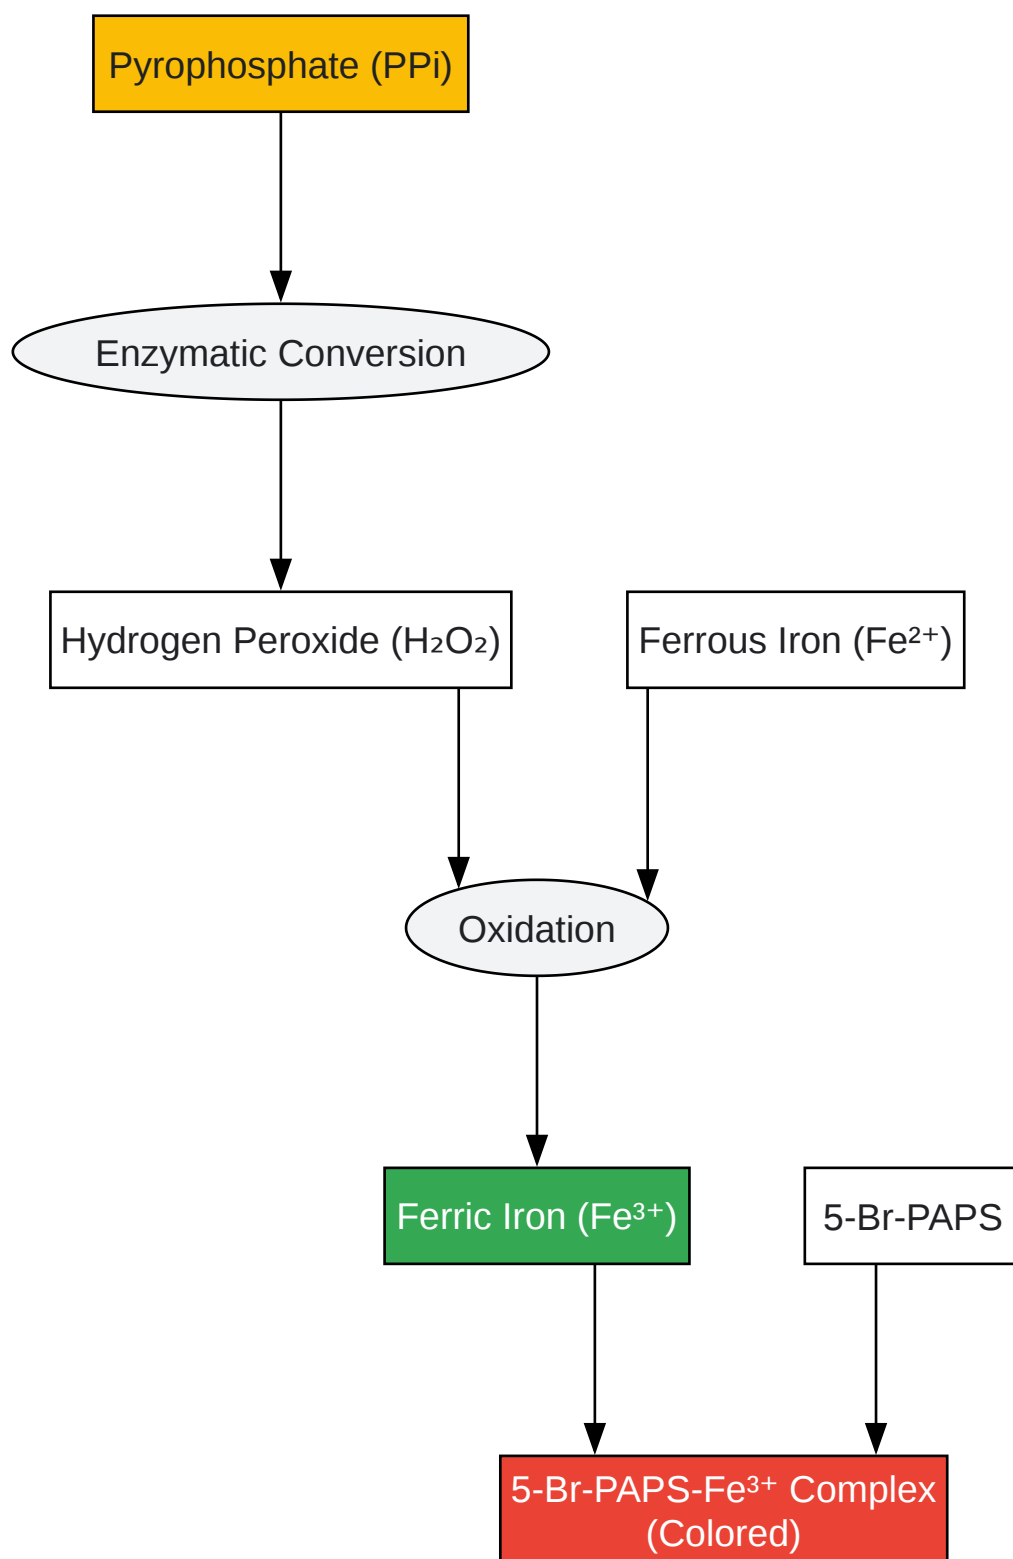 Pyrophosphate (PPi)
Enzymatic Conversion
Hydrogen Peroxide (H₂O₂)
Ferrous Iron (Fe²⁺)
Oxidation
Ferric Iron (Fe³⁺)
5-Br-PAPS
5-Br-PAPS-Fe³⁺ Complex
(Colored)